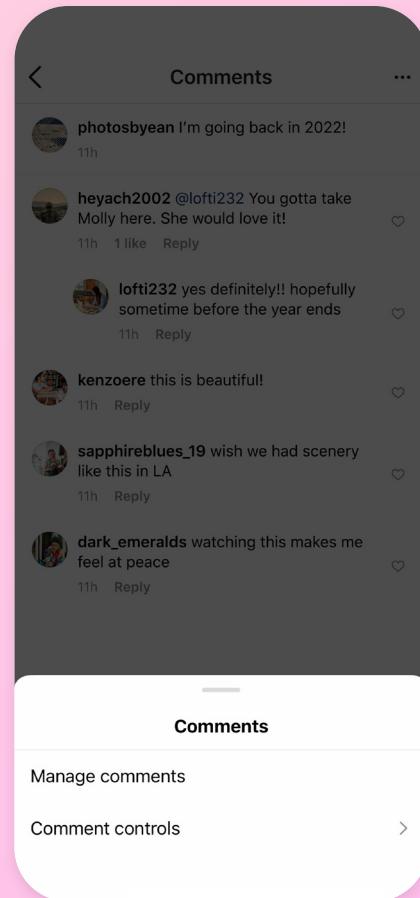 Comments
photosbyean I'm going back in 2022!
11h
heyach2002 @lofti232 You gotta take
Molly here. She would love it!
11h 1 like Reply
lofti232 yes definitely!! hopefully
sometime before the year ends
11h Reply
kenzoere this is beautiful!
11h Reply
sapphireblues_19 wish we had scenery
like this in LA
11h Reply
dark_emeralds watching this makes me
feel at peace
11h Reply
Comments
Manage comments
Comment controls